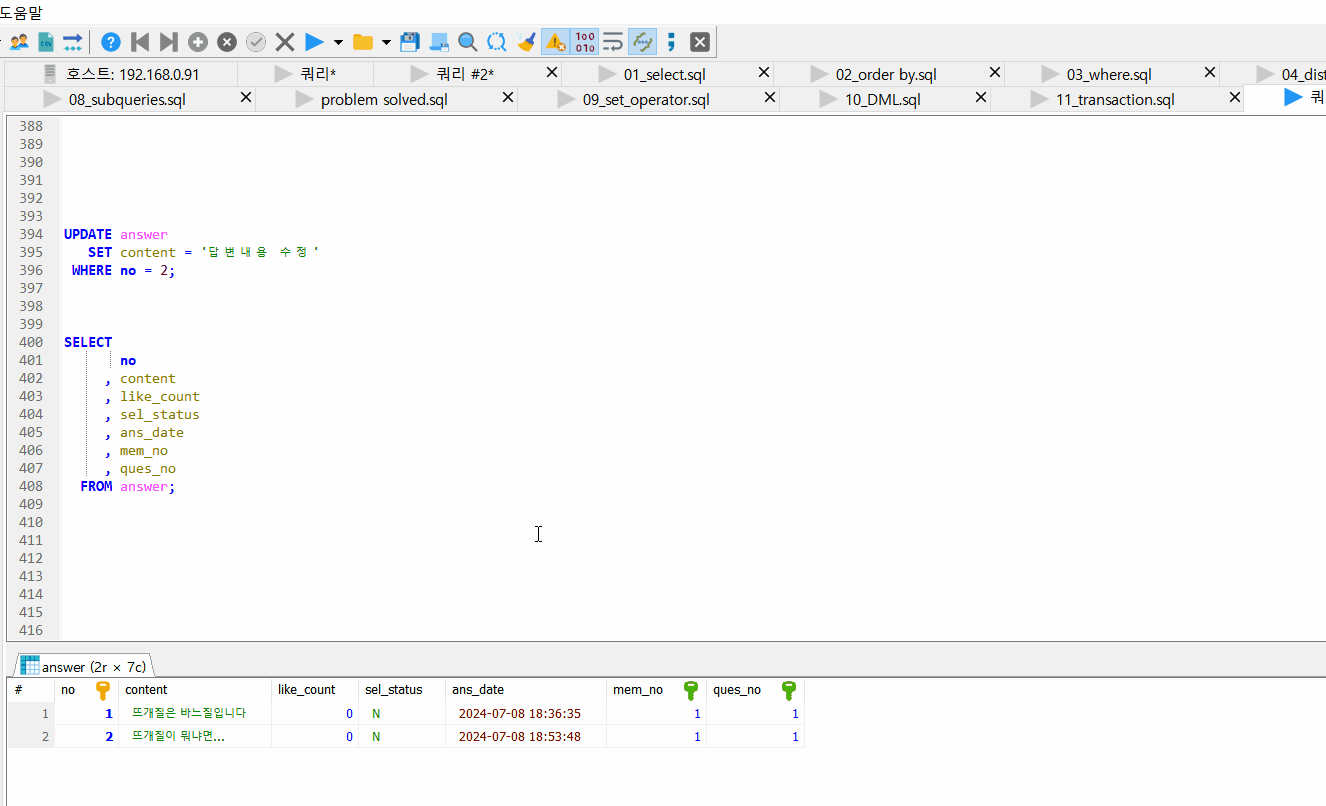 도움말
호스트: 192.168.0.91 쿼리* 쿼리 #2* 01_select.sql 02_order by.sql 03_where.sql 04_dist
08_subqueries.sql problem solved.sql 09_set_operator.sql 10_DML.sql 11_transaction.sql 쿼
388
389
390
391
392
393
394 UPDATE answer
395 SET content = '답변내용 수정'
396 WHERE no = 2;
397
398
399
400 SELECT
401 no
402 , content
403 , like_count
404 , sel_status
405 , ans_date
406 , mem_no
407 , ques_no
408 FROM answer;
409
410
411
412
413
414
415
416
answer (2r × 7c)
# no content like_count sel_status ans_date mem_no ques_no
1 1 뜨개질은 바느질입니다 0 N 2024-07-08 18:36:35 1 1
2 2 뜨개질이 뭐냐면... 0 N 2024-07-08 18:53:48 1 1